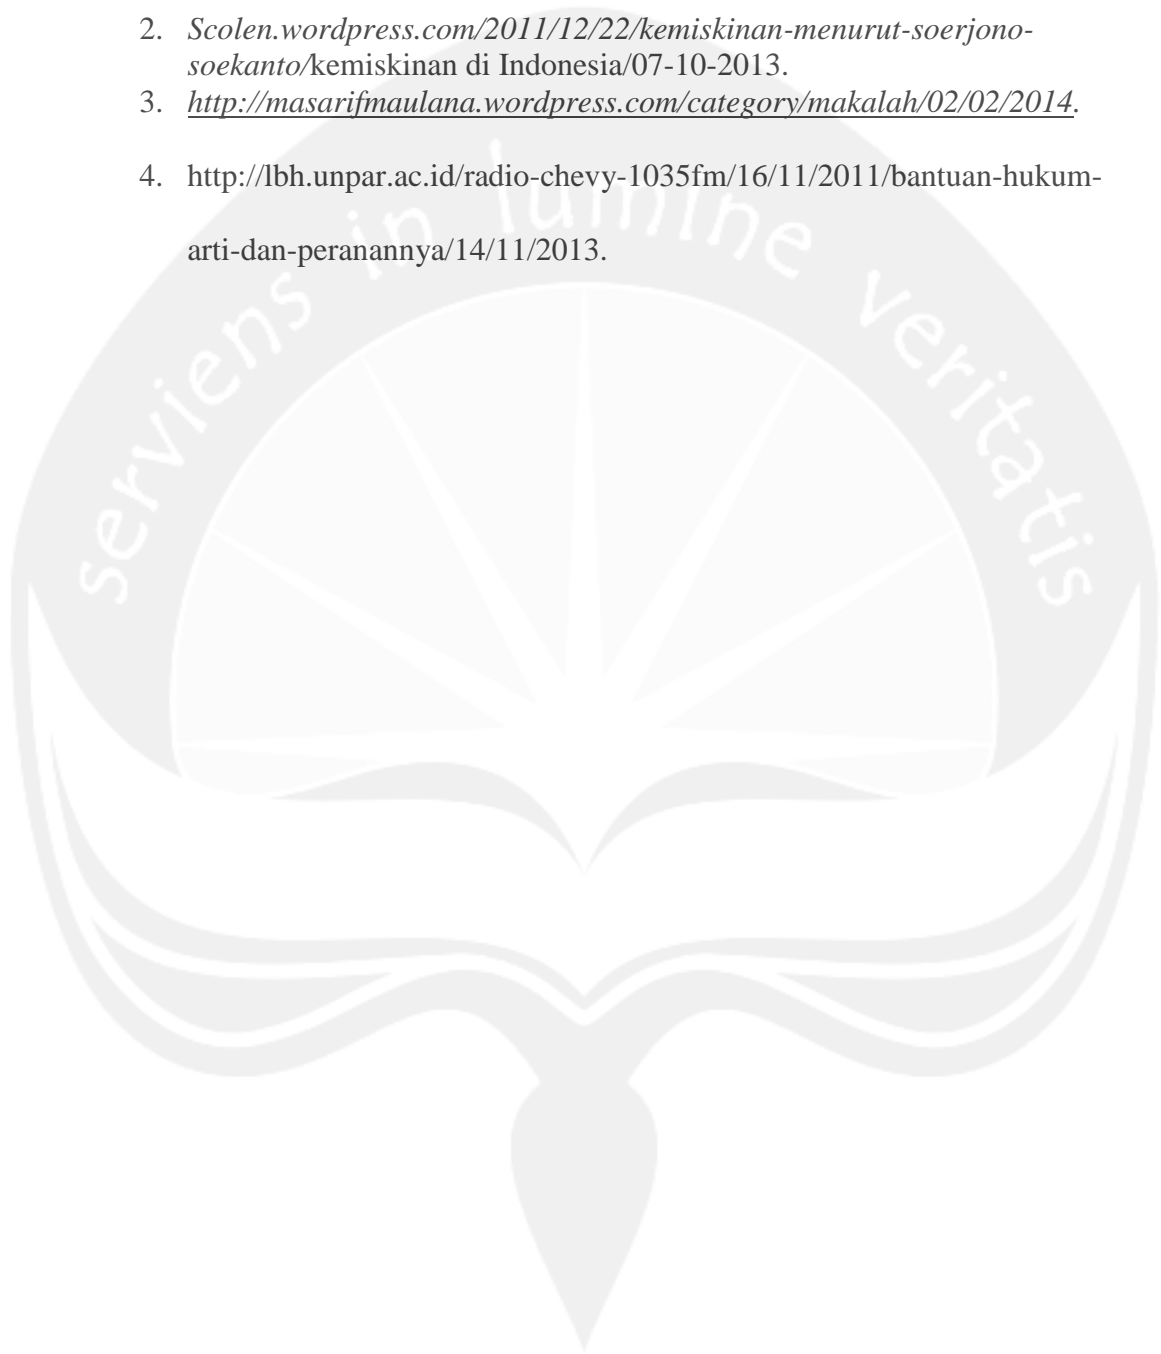 2. Scolen.wordpress.com/2011/12/22/kemiskinan-menurut-soerjono-
soekanto/kemiskinan di Indonesia/07-10-2013.
3. http://masarifmaulana.wordpress.com/category/makalah/02/02/2014.
4. http://lbh.unpar.ac.id/radio-chevy-1035fm/16/11/2011/bantuan-hukum-
arti-dan-peranannya/14/11/2013.
serviens in lumine veritatis